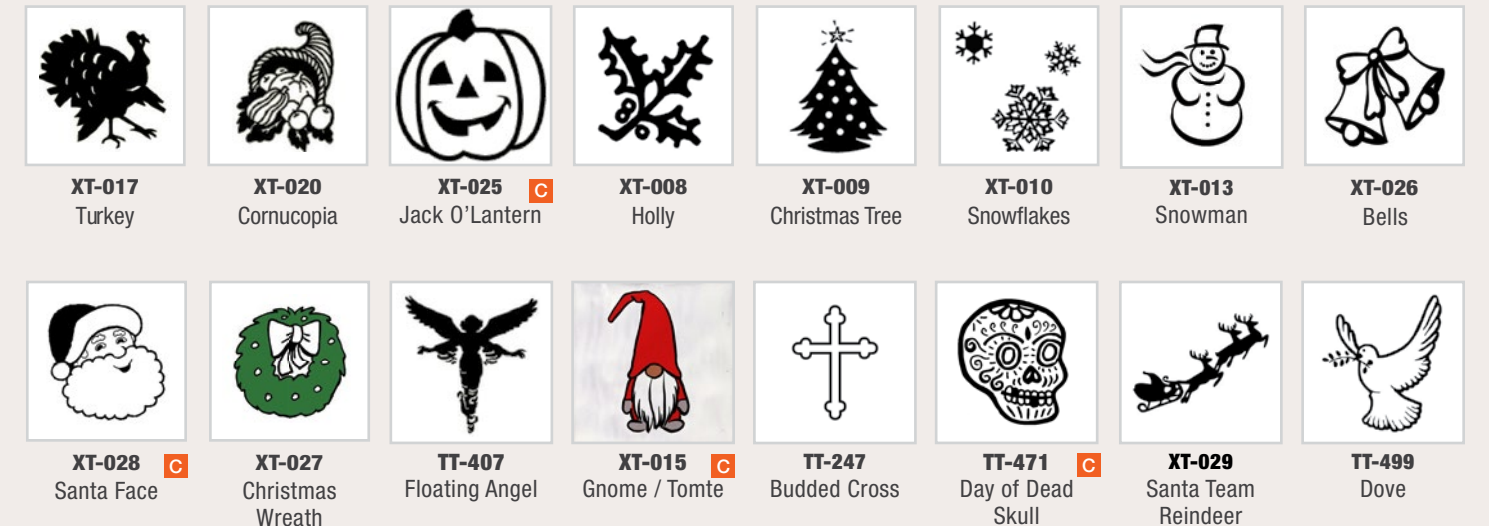 XT-017
Turkey
XT-020
Cornucopia
XT-025 C
Jack O’Lantern
XT-008
Holly
XT-009
Christmas Tree
XT-010
Snowflakes
XT-013
Snowman
XT-026
Bells
XT-028 C
Santa Face
XT-027
Christmas
Wreath
TT-407
Floating Angel
XT-015 C
Gnome / Tomte
TT-247
Budded Cross
TT-471 C
Day of Dead
Skull
XT-029
Santa Team
Reindeer
TT-499
Dove